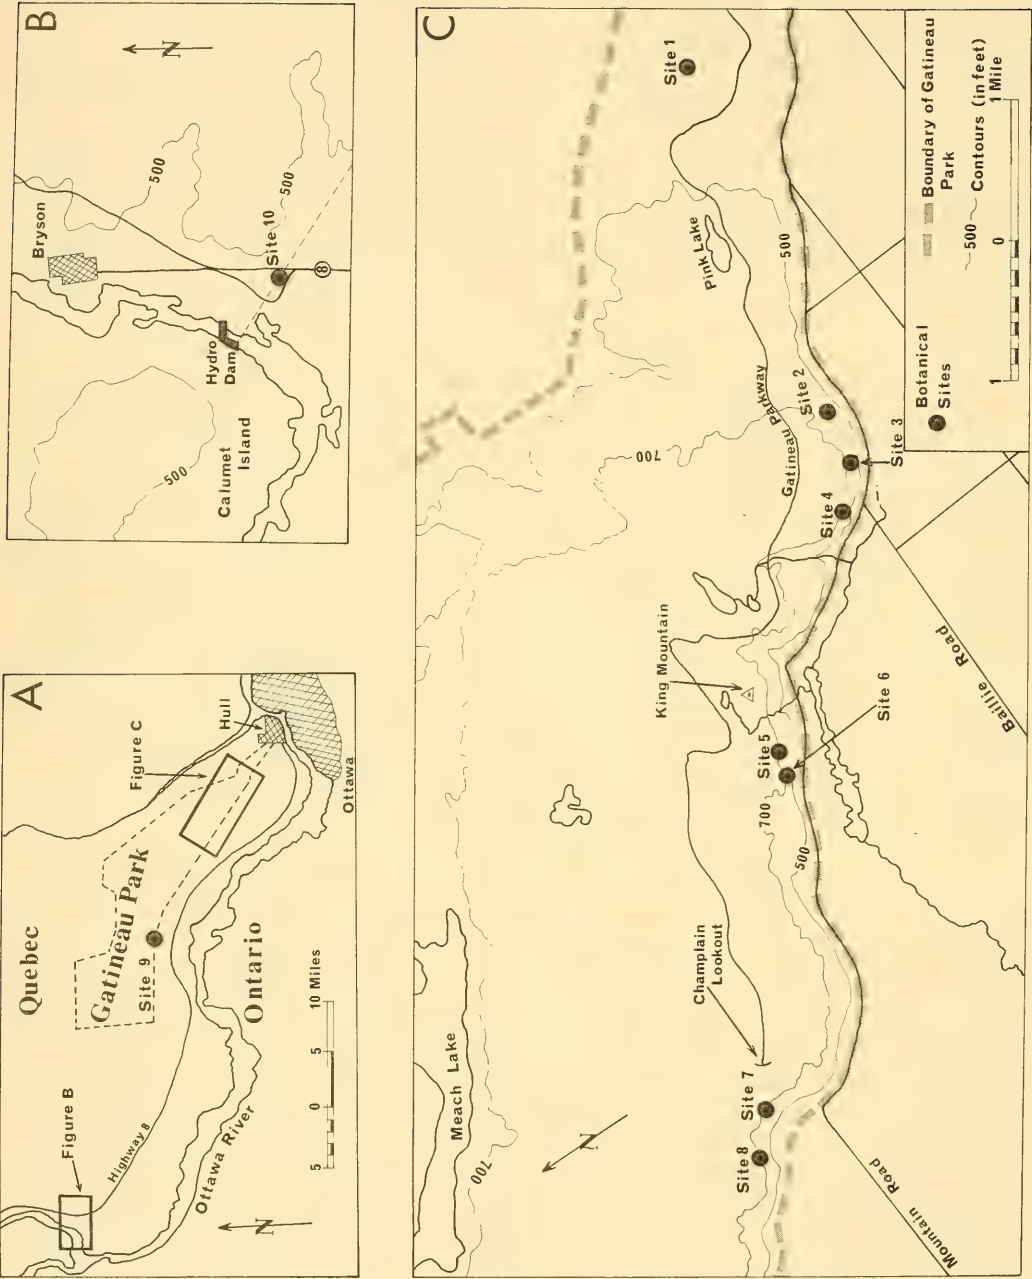 A
Quebec
Gatineau Park
Figure B
Figure C
Site 9
Hull
Ottawa
Ontario
Highway 8
Ottawa River
N
5 0 5 10 Miles
B
N
Bryson
500
500
500
Site 10
8
Hydro
Dam
Calumet
Island
C
Site 1
Pink Lake
500
Gatineau Parkway
700
Site 2
Site 3
Site 4
King Mountain
Site 5
Site 6
700
500
Champlain
Lookout
Meach Lake
700
N
Site 7
Site 8
Mountain Road
Baillie Road
Botanical
Sites
Boundary of Gatineau
Park
500 Contours (in feet)
1 0 1 Mile